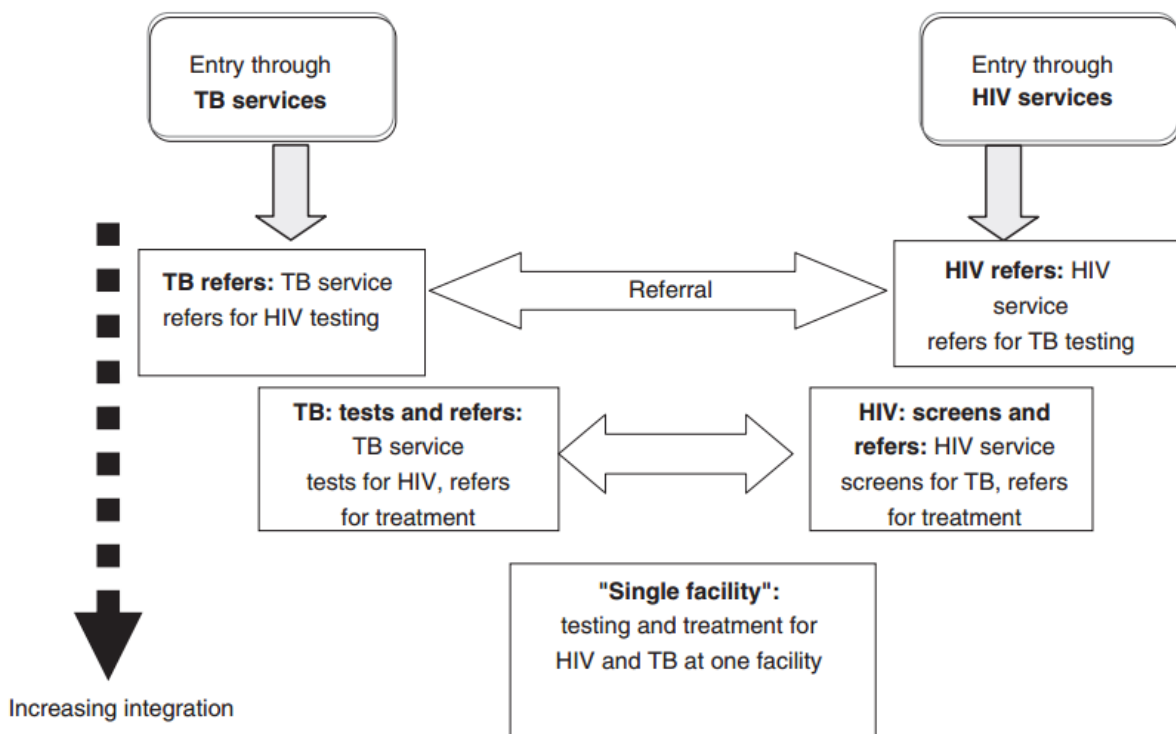 Entry through
TB services
Entry through
HIV services
TB refers: TB service
refers for HIV testing
Referral
HIV refers: HIV
service
refers for TB testing
TB: tests and refers:
TB service
tests for HIV, refers
for treatment
HIV: screens and
refers: HIV service
screens for TB, refers
for treatment
"Single facility":
testing and treatment for
HIV and TB at one facility
Increasing integration